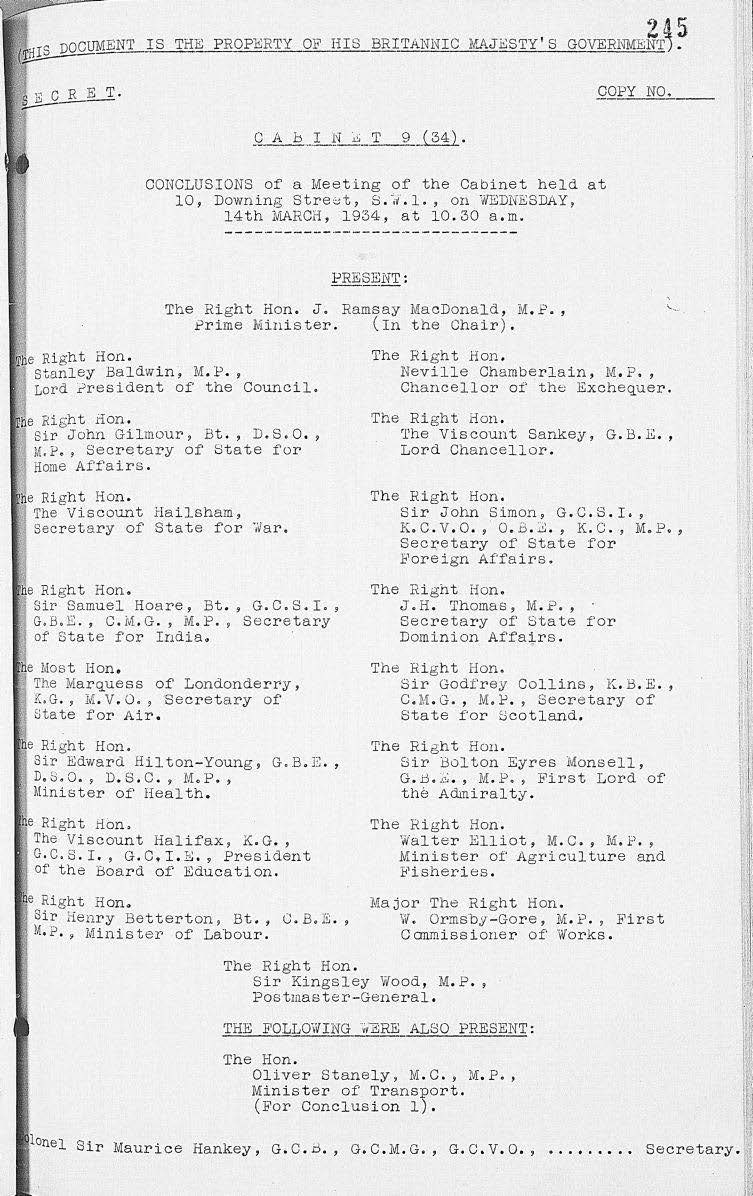 245
(THIS DOCUMENT IS THE PROPERTY OF HIS BRITANNIC MAJESTY'S GOVERNMENT).
SECRET.
COPY NO.
CABINET 9 (34).
CONCLUSIONS of a Meeting of the Cabinet held at
10, Downing Street, S.W.1., on WEDNESDAY,
14th MARCH, 1934, at 10.30 a.m.
PRESENT:
The Right Hon. J. Ramsay MacDonald, M.P.,
Prime Minister. (In the Chair).
The Right Hon.
Stanley Baldwin, M.P.,
Lord President of the Council.
The Right Hon.
Neville Chamberlain, M.P.,
Chancellor of the Exchequer.
The Right Hon.
Sir John Gilmour, Bt., D.S.O.,
M.P., Secretary of State for
Home Affairs.
The Right Hon.
The Viscount Sankey, G.B.E.,
Lord Chancellor.
The Right Hon.
The Viscount Hailsham,
Secretary of State for War.
The Right Hon.
Sir John Simon, G.C.S.I.,
K.C.V.O., O.B.E., K.C., M.P.,
Secretary of State for
Foreign Affairs.
The Right Hon.
Sir Samuel Hoare, Bt., G.C.S.I.,
G.B.E., C.M.G., M.P., Secretary
of State for India.
The Right Hon.
J.H. Thomas, M.P.,
Secretary of State for
Dominion Affairs.
The Most Hon.
The Marquess of Londonderry,
K.G., M.V.O., Secretary of
State for Air.
The Right Hon.
Sir Godfrey Collins, K.B.E.,
C.M.G., M.P., Secretary of
State for Scotland.
The Right Hon.
Sir Edward Hilton-Young, G.B.E.,
D.S.O., D.S.C., M.P.,
Minister of Health.
The Right Hon.
Sir Bolton Eyres Monsell,
G.B.E., M.P., First Lord of
the Admiralty.
The Right Hon.
The Viscount Halifax, K.G.,
G.C.S.I., G.C.I.E., President
of the Board of Education.
The Right Hon.
Walter Elliot, M.C., M.P.,
Minister of Agriculture and
Fisheries.
The Right Hon.
Sir Henry Betterton, Bt., C.B.E.,
M.P., Minister of Labour.
Major The Right Hon.
W. Ormsby-Gore, M.P., First
Commissioner of Works.
The Right Hon.
Sir Kingsley Wood, M.P.,
Postmaster-General.
THE FOLLOWING WERE ALSO PRESENT:
The Hon.
Oliver Stanely, M.C., M.P.,
Minister of Transport.
(For Conclusion 1).
Colonel Sir Maurice Hankey, G.C.B., G.C.M.G., G.C.V.O., ......... Secretary.